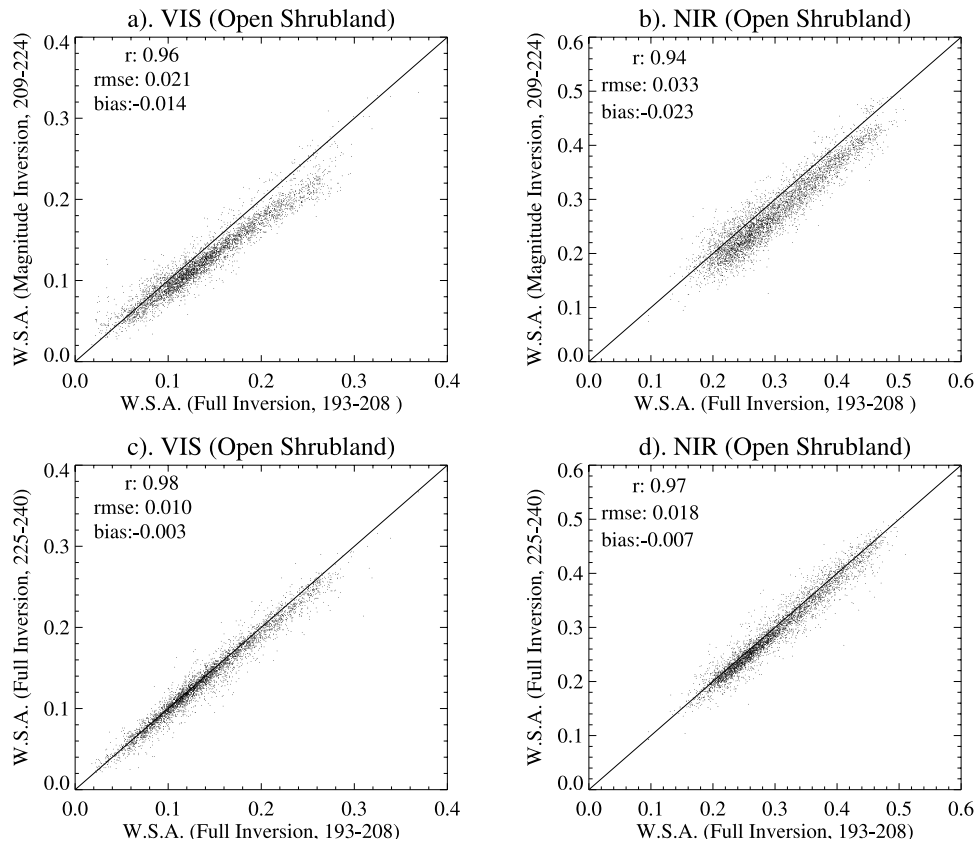 a). VIS (Open Shrubland)
0.4
r: 0.96
rmse: 0.021
bias:-0.014
0.3
0.2
0.1
0.0
W.S.A. (Magnitude Inversion, 209-224)
0.0 0.1 0.2 0.3 0.4
W.S.A. (Full Inversion, 193-208 )
b). NIR (Open Shrubland)
0.6
r: 0.94
rmse: 0.033
bias:-0.023
0.5
0.4
0.3
0.2
0.1
0.0
W.S.A. (Magnitude Inversion, 209-224)
0.0 0.1 0.2 0.3 0.4 0.5 0.6
W.S.A. (Full Inversion, 193-208 )
c). VIS (Open Shrubland)
0.4
r: 0.98
rmse: 0.010
bias:-0.003
0.3
0.2
0.1
0.0
W.S.A. (Full Inversion, 225-240)
0.0 0.1 0.2 0.3 0.4
W.S.A. (Full Inversion, 193-208)
d). NIR (Open Shrubland)
0.6
r: 0.97
rmse: 0.018
bias:-0.007
0.5
0.4
0.3
0.2
0.1
0.0
W.S.A. (Full Inversion, 225-240)
0.0 0.1 0.2 0.3 0.4 0.5 0.6
W.S.A. (Full Inversion, 193-208)